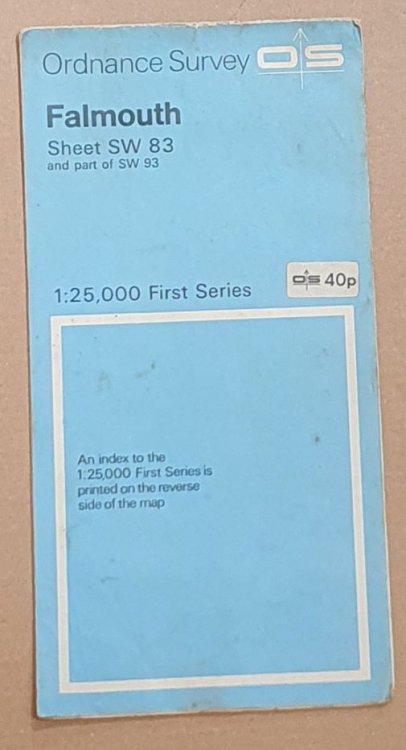 Ordnance Survey OS
Falmouth
Sheet SW 83
and part of SW 93
1:25,000 First Series
OS 40p
An index to the
1:25,000 First Series is
printed on the reverse
side of the map